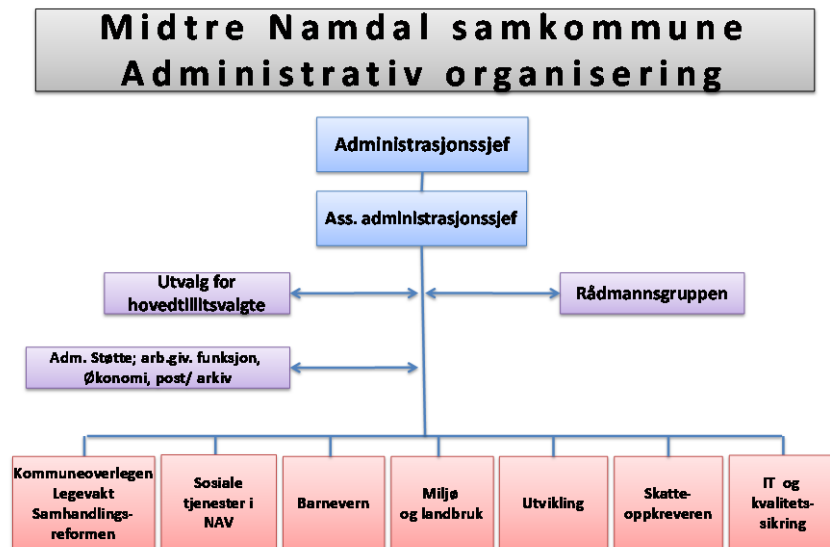 Midtre Namdal samkommune
Administrativ organisering
Administrasjonssjef
Ass. administrasjonssjef
Utvalg for
hovedtillitsvalgte
Rådmannsgruppen
Adm. Støtte; arb.giv. funksjon,
Økonomi, post/ arkiv
Kommuneoverlegen
Legevakt
Samhandlings-
reformen
Sosiale
tjenester i
NAV
Barnevern
Miljø
og landbruk
Utvikling
Skatte-
oppkreveren
IT og
kvalitets-
sikring